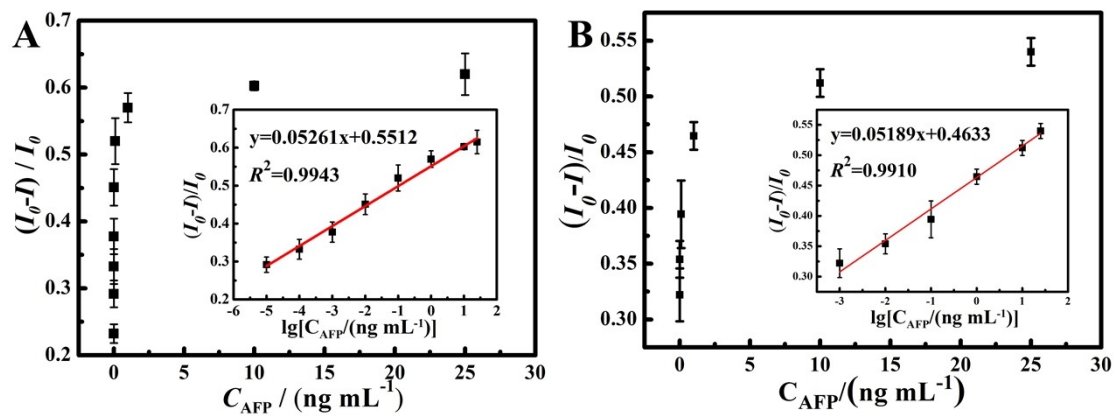 A
0.7
0.6
0.5
0.4
0.3
0.2
(I₀-I) / I₀
0 5 10 15 20 25 30
C_AFP / (ng mL⁻¹)
0.7
0.6
0.5
0.4
0.3
0.2
(I₀-I)/I₀
y=0.05261x+0.5512
R²=0.9943
-6 -5 -4 -3 -2 -1 0 1 2
lg[C_AFP/(ng mL⁻¹)]
B
0.55
0.50
0.45
0.40
0.35
0.30
(I₀-I)/I₀
0 5 10 15 20 25 30
C_AFP/(ng mL⁻¹)
0.55
0.50
0.45
0.40
0.35
0.30
(I₀-I)/I₀
y=0.05189x+0.4633
R²=0.9910
-3 -2 -1 0 1 2
lg[C_AFP/(ng mL⁻¹)]